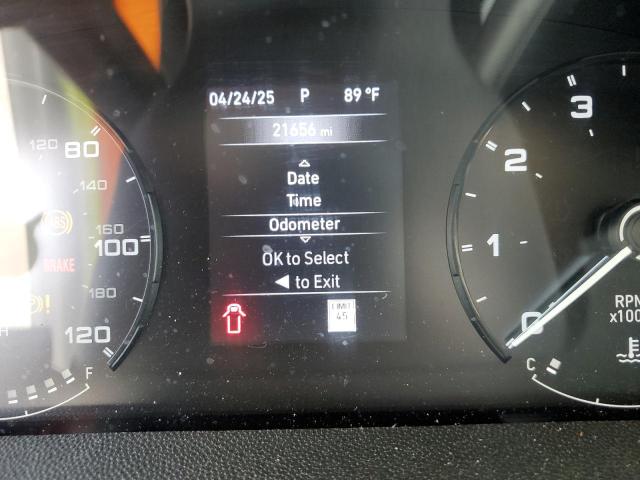 04/24/25 P 89 °F
21656 mi
Date
Time
Odometer
OK to Select
◀ to Exit
LIMIT
45
120
80
140
160
100
180
120
F
ABS
BRAKE
3
2
1
0
RPM
C